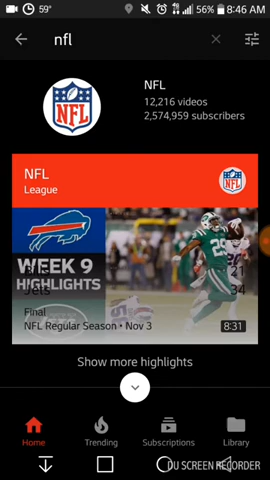 59° 56% 8:46 AM
nfl
NFL
NFL
12,216 videos
2,574,959 subscribers
NFL
League
NFL
WEEK 9
HIGHLIGHTS
Bills 21
Jets 34
Final
NFL Regular Season • Nov 3
8:31
Show more highlights
Home Trending Subscriptions Library
DU SCREEN RECORDER